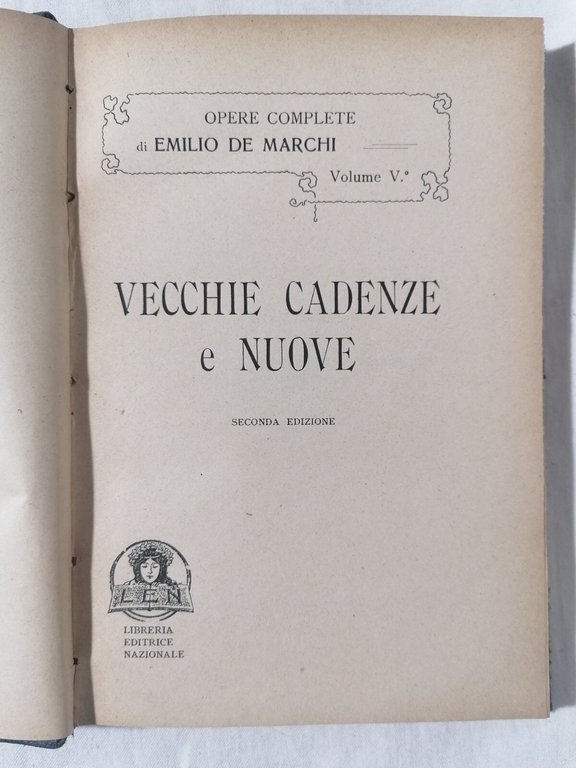 OPERE COMPLETE
di EMILIO DE MARCHI
Volume V.°
VECCHIE CADENZE
e NUOVE
SECONDA EDIZIONE
LEN
LIBRERIA
EDITRICE
NAZIONALE